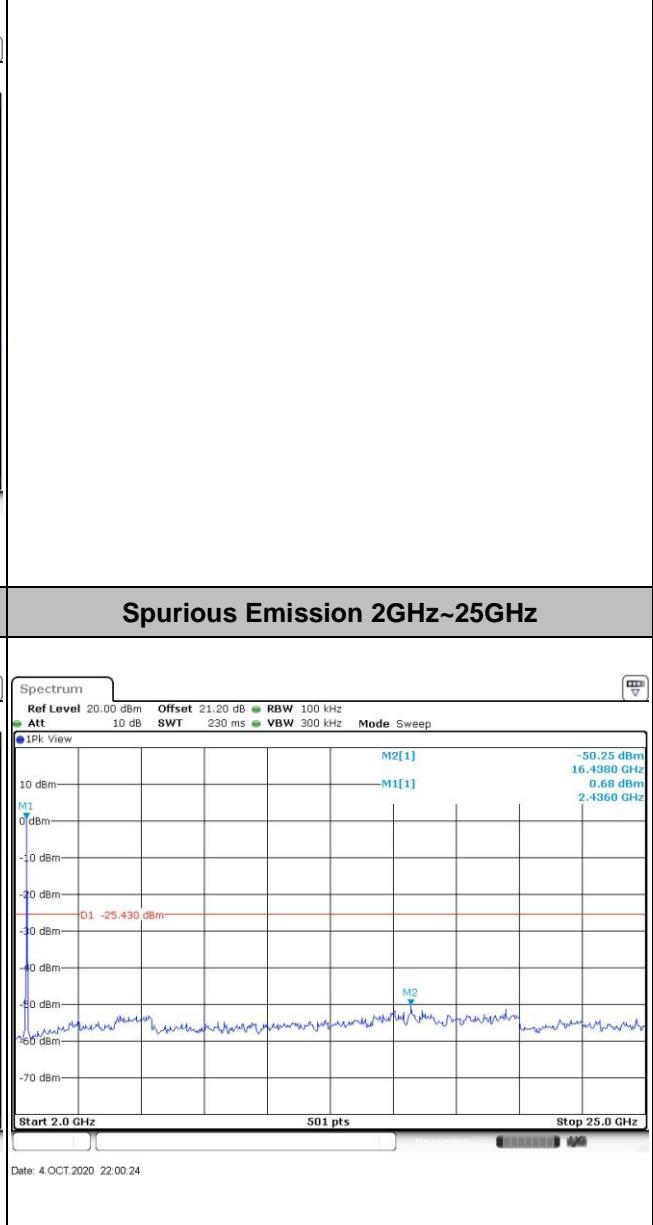 Spurious Emission 2GHz~25GHz
Spectrum
Ref Level 20.00 dBm Offset 21.20 dB RBW 100 kHz
Att 10 dB SWT 230 ms VBW 300 kHz Mode Sweep
1Pk View
M2[1] -50.25 dBm
16.4380 GHz
10 dBm M1[1] 0.68 dBm
2.4360 GHz
M1
0 dBm
-10 dBm
-20 dBm
D1 -25.430 dBm
-30 dBm
-40 dBm
M2
-50 dBm
-60 dBm
-70 dBm
Start 2.0 GHz 501 pts Stop 25.0 GHz
Measuring...
Date: 4.OCT.2020 22:00:24